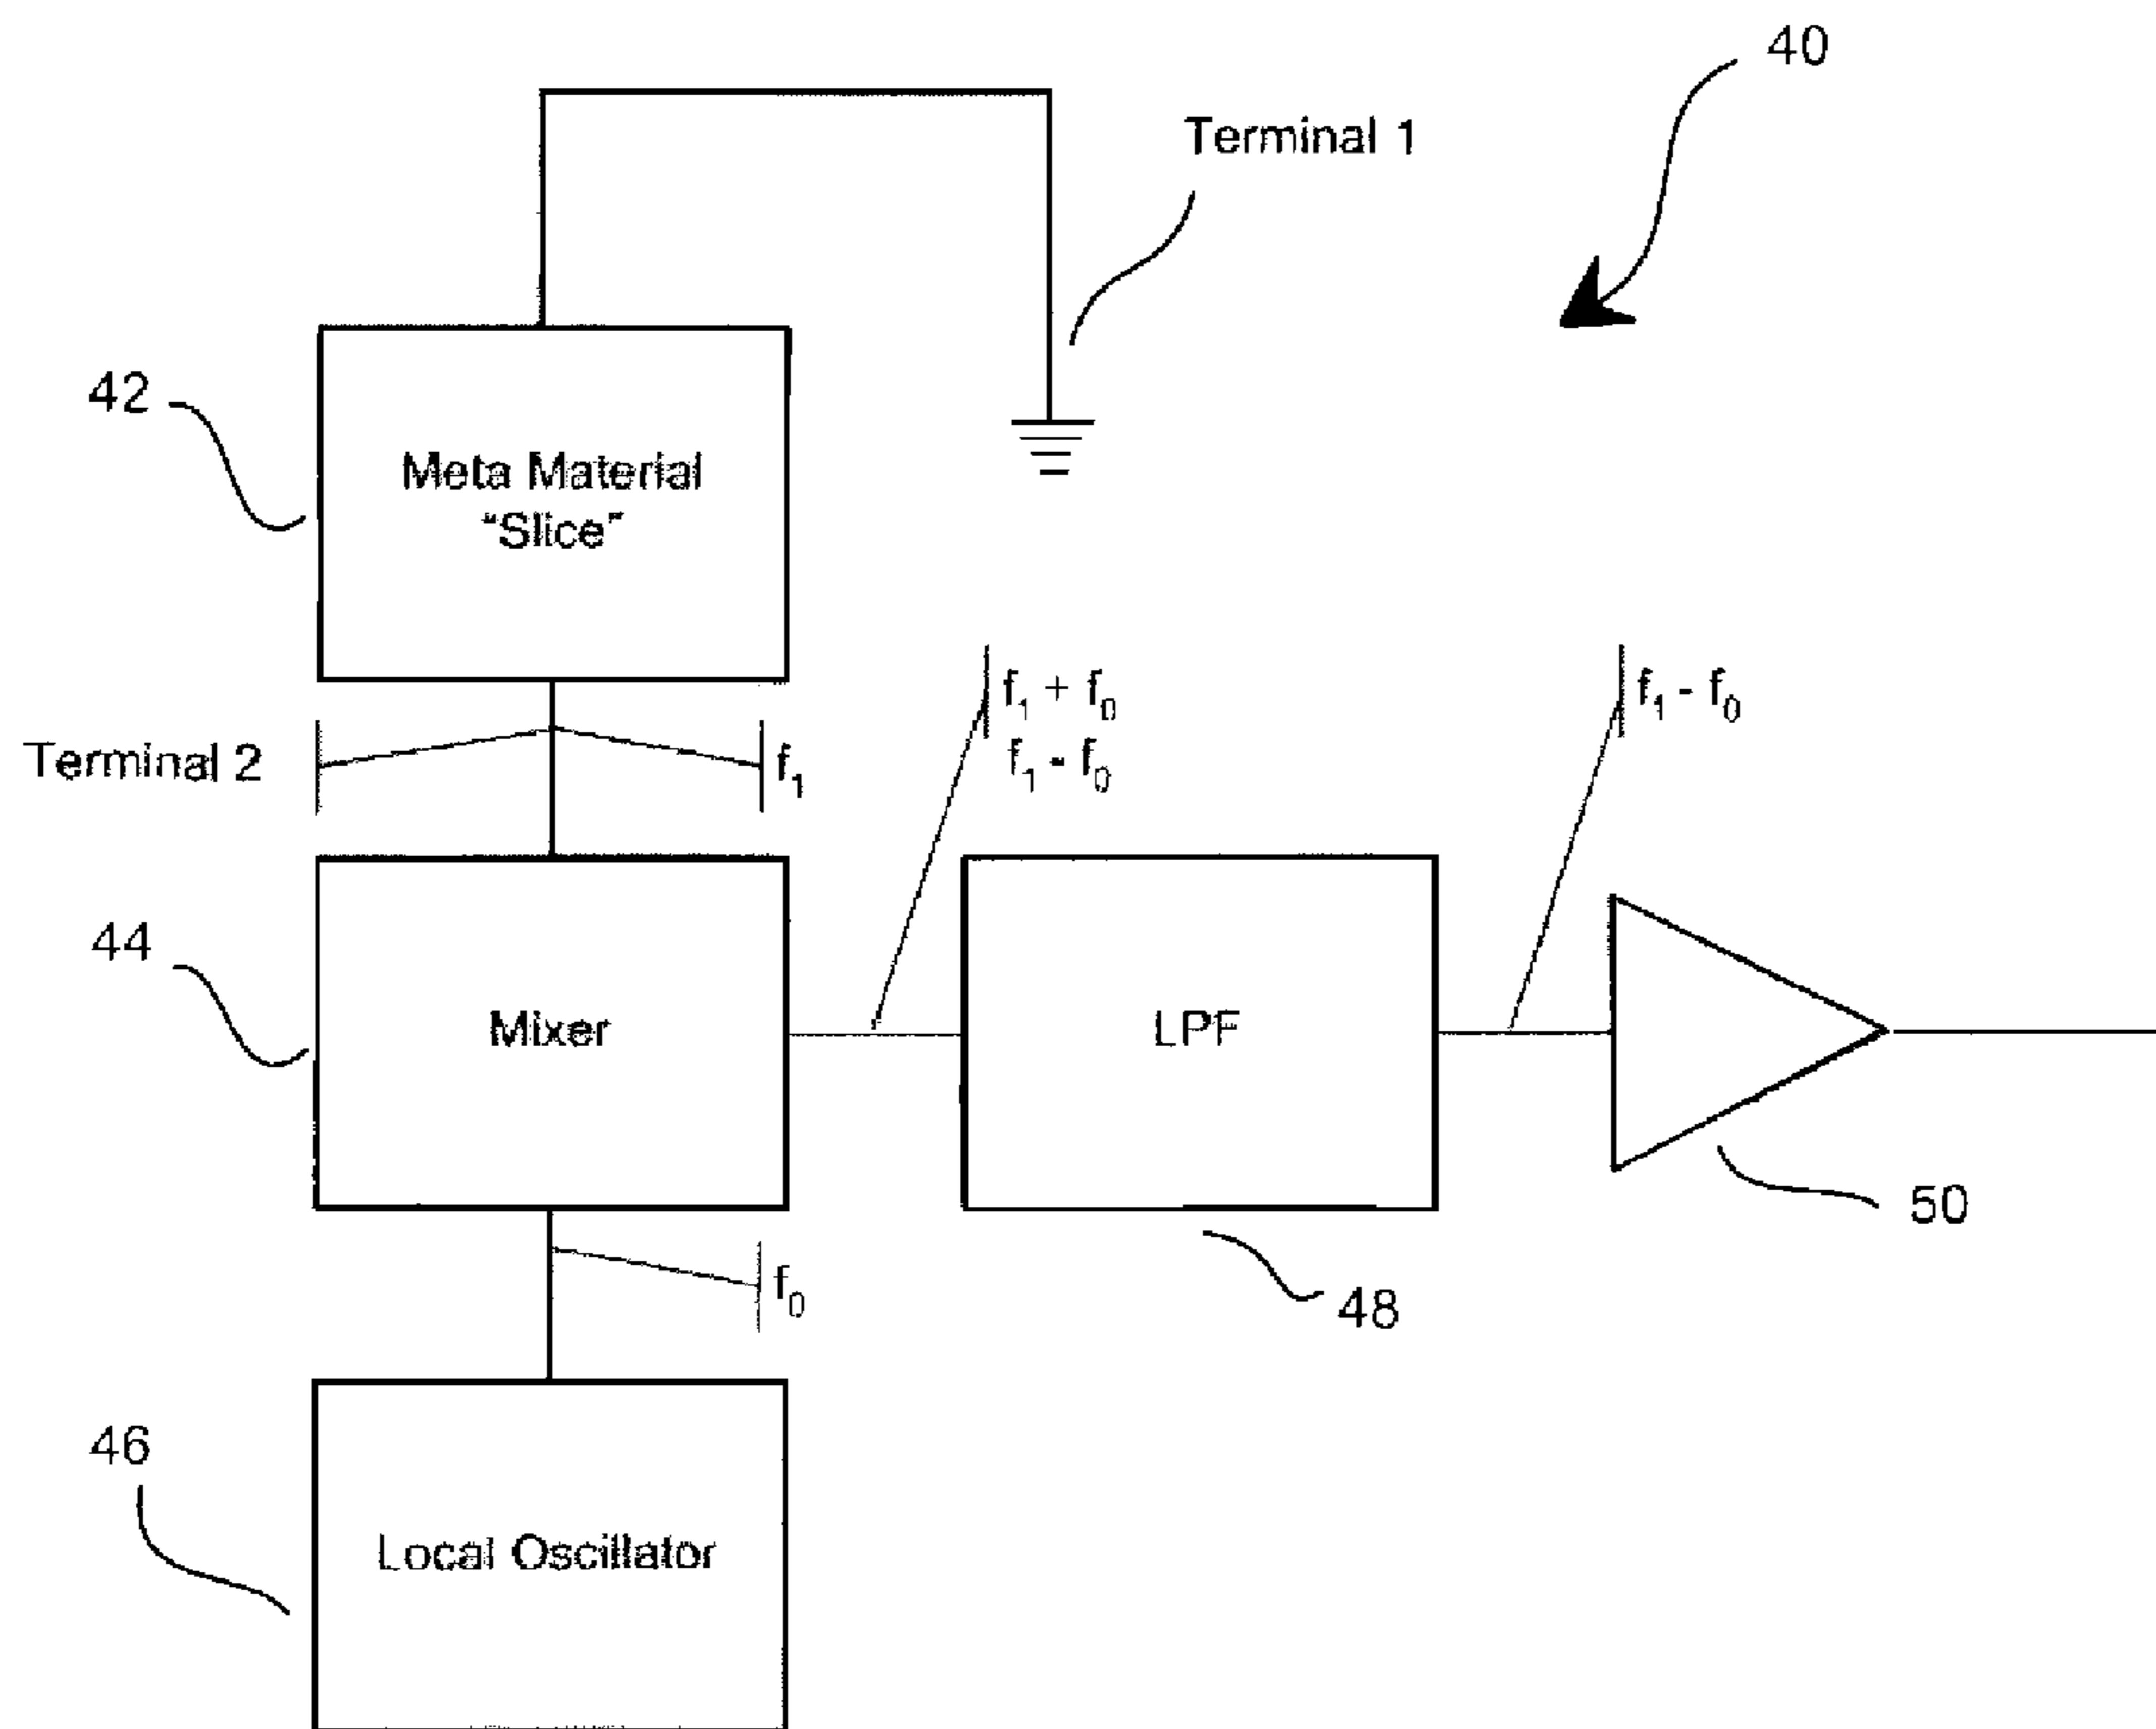 40
Terminal 1
42
Meta Material
"Slice"
f₁ + f₀
f₁ - f₀
f₁ - f₀
Terminal 2
f₁
44
Mixer
LPF
50
f₀
48
46
Local Oscillator